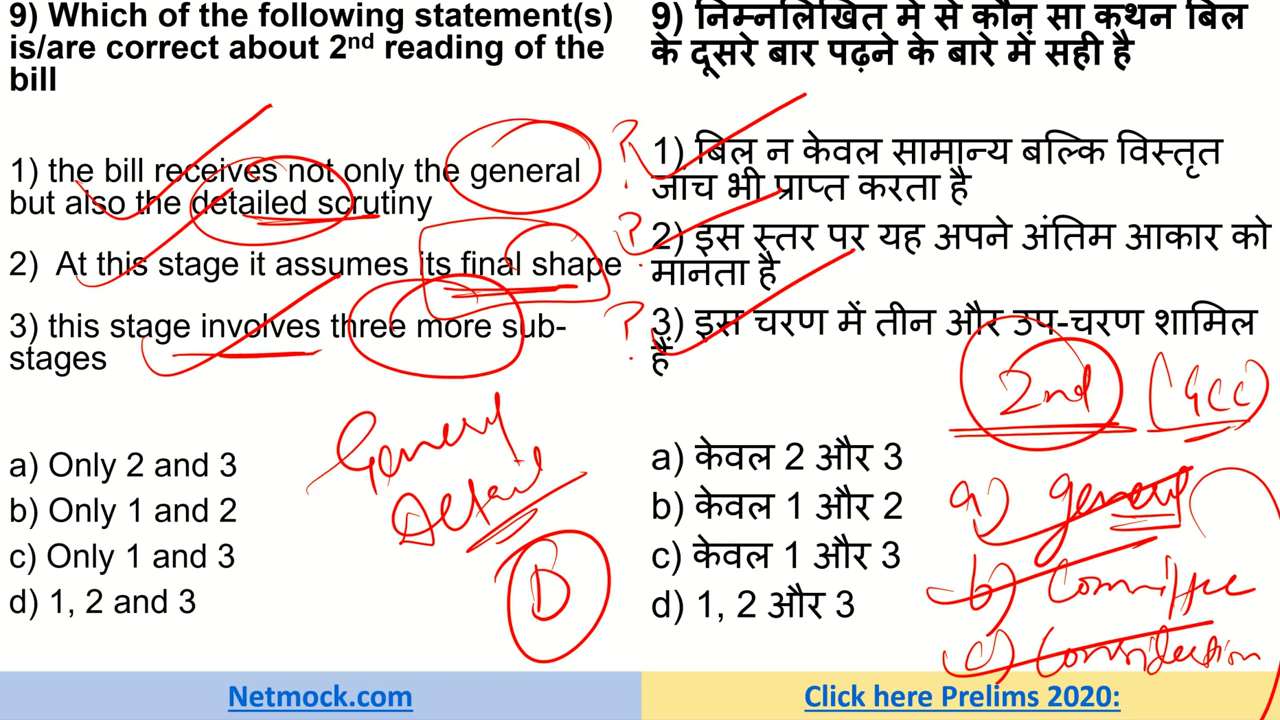 9) Which of the following statement(s)
is/are correct about 2nd reading of the
bill
1) the bill receives not only the general
but also the detailed scrutiny
2) At this stage it assumes its final shape
3) this stage involves three more sub-
stages
a) Only 2 and 3
b) Only 1 and 2
c) Only 1 and 3
d) 1, 2 and 3
General
Detail
D
9) निम्नलिखित में से कौन सा कथन बिल
के दूसरे बार पढ़ने के बारे में सही है
1) बिल न केवल सामान्य बल्कि विस्तृत
जांच भी प्राप्त करता है
2) इस स्तर पर यह अपने अंतिम आकार को
मानता है
3) इस चरण में तीन और उप-चरण शामिल
हैं
? 
?
?
2nd (GCC)
a) केवल 2 और 3
b) केवल 1 और 2
c) केवल 1 और 3
d) 1, 2 और 3
a) general
b) Committee
c) Consideration
Netmock.com
Click here Prelims 2020: